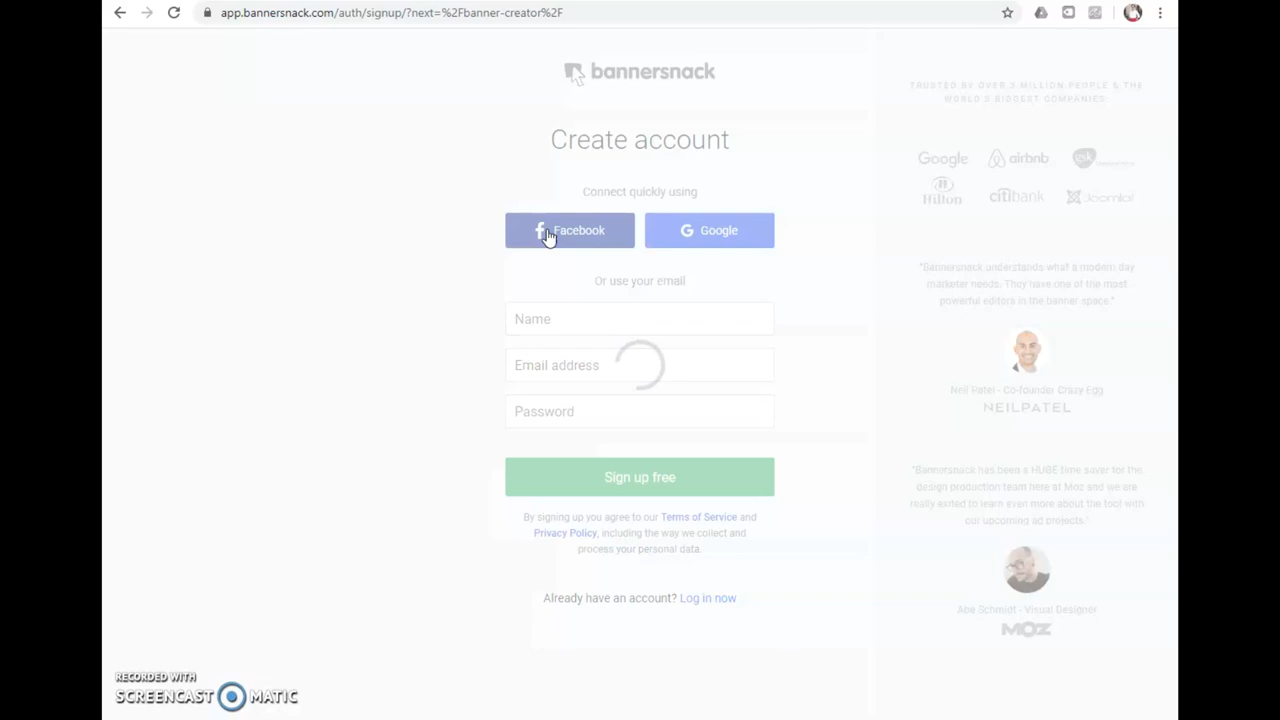 app.bannersnack.com/auth/signup/?next=%2Fbanner-creator%2F
bannersnack
Create account
Connect quickly using
Facebook
Google
Or use your email
Name
Email address
Password
Sign up free
By signing up you agree to our Terms of Service and
Privacy Policy, including the way we collect and
process your personal data.
Already have an account? Log in now
TRUSTED BY OVER 3 MILLION PEOPLE & THE
WORLD'S BIGGEST COMPANIES:
Google airbnb gsk
Hilton citibank Joomla!
"Bannersnack understands what a modern day
marketer needs. They have one of the most
powerful editors in the banner space."
Neil Patel - Co-founder Crazy Egg
NEILPATEL
"Bannersnack has been a HUGE time saver for the
design production team here at Moz and we are
really exited to learn even more about the tool with
our upcoming ad projects."
Abe Schmidt - Visual Designer
MOZ
RECORDED WITH
SCREENCAST MATIC